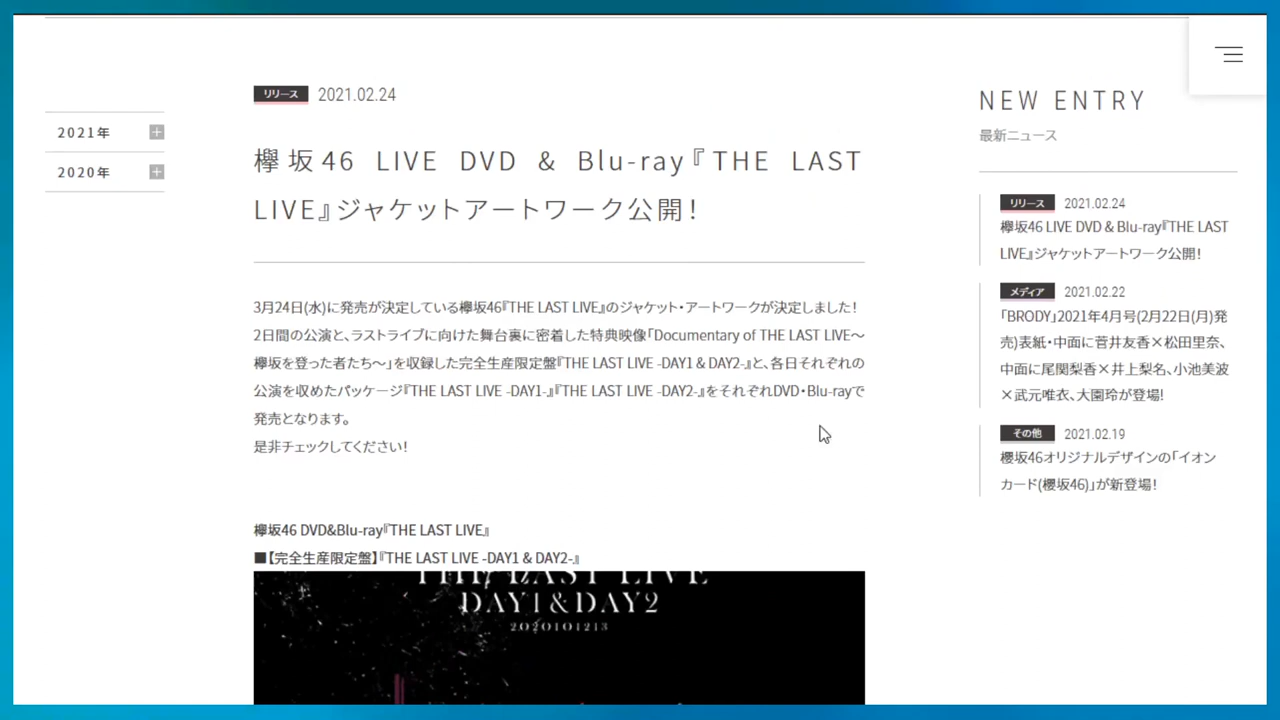 2021年
2020年
リリース 2021.02.24
欅坂46 LIVE DVD & Blu-ray『THE LAST
LIVE』ジャケットアートワーク公開！
3月24日(水)に発売が決定している欅坂46『THE LAST LIVE』のジャケット・アートワークが決定しました！
2日間の公演と、ラストライブに向けた舞台裏に密着した特典映像「Documentary of THE LAST LIVE～
欅坂を登った者たち～」を収録した完全生産限定盤『THE LAST LIVE -DAY1 & DAY2-』と、各日それぞれの
公演を収めたパッケージ『THE LAST LIVE -DAY1-』『THE LAST LIVE -DAY2-』をそれぞれDVD・Blu-rayで
発売となります。
是非チェックしてください！
欅坂46 DVD&Blu-ray『THE LAST LIVE』
■【完全生産限定盤】『THE LAST LIVE -DAY1 & DAY2-』
THE LAST LIVE
DAY1&DAY2
2020101213
NEW ENTRY
最新ニュース
リリース 2021.02.24
欅坂46 LIVE DVD & Blu-ray『THE LAST
LIVE』ジャケットアートワーク公開！
メディア 2021.02.22
「BRODY」2021年4月号(2月22日(月)発
売)表紙・中面に菅井友香×松田里奈、
中面に尾関梨香×井上梨名、小池美波
×武元唯衣、大園玲が登場!
その他 2021.02.19
櫻坂46オリジナルデザインの「イオン
カード(櫻坂46)」が新登場！